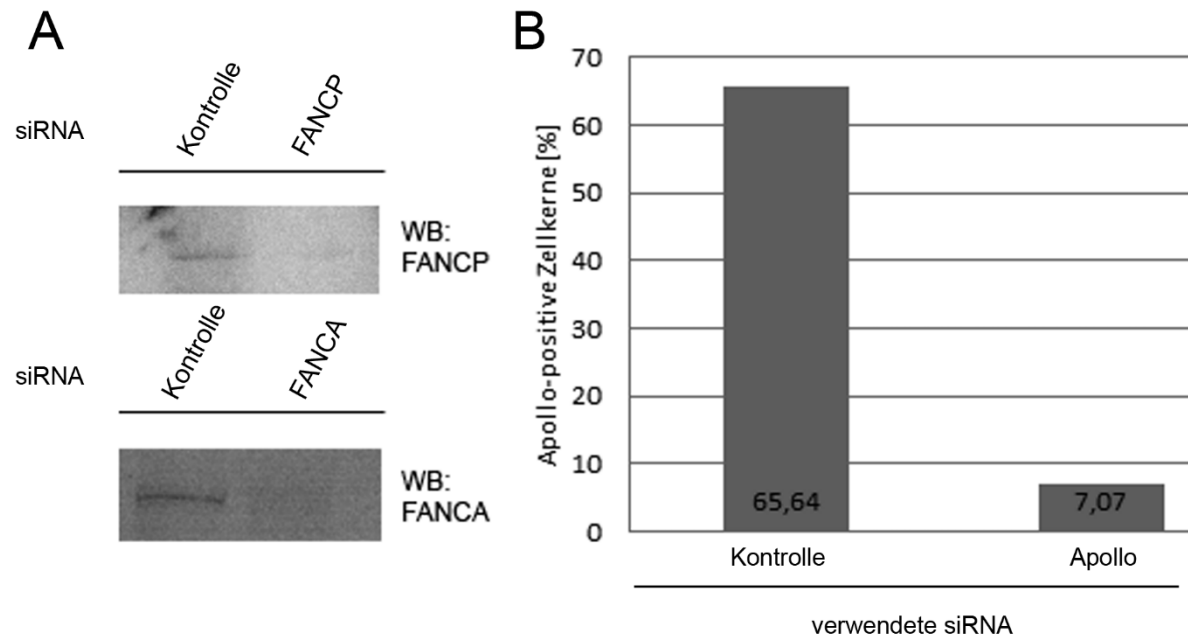 A
siRNA
Kontrolle
FANCP
WB:
FANCP
siRNA
Kontrolle
FANCA
WB:
FANCA
B
Apollo-positive Zellkerne [%]
70
60
50
40
30
20
10
0
65,64
7,07
Kontrolle
Apollo
verwendete siRNA